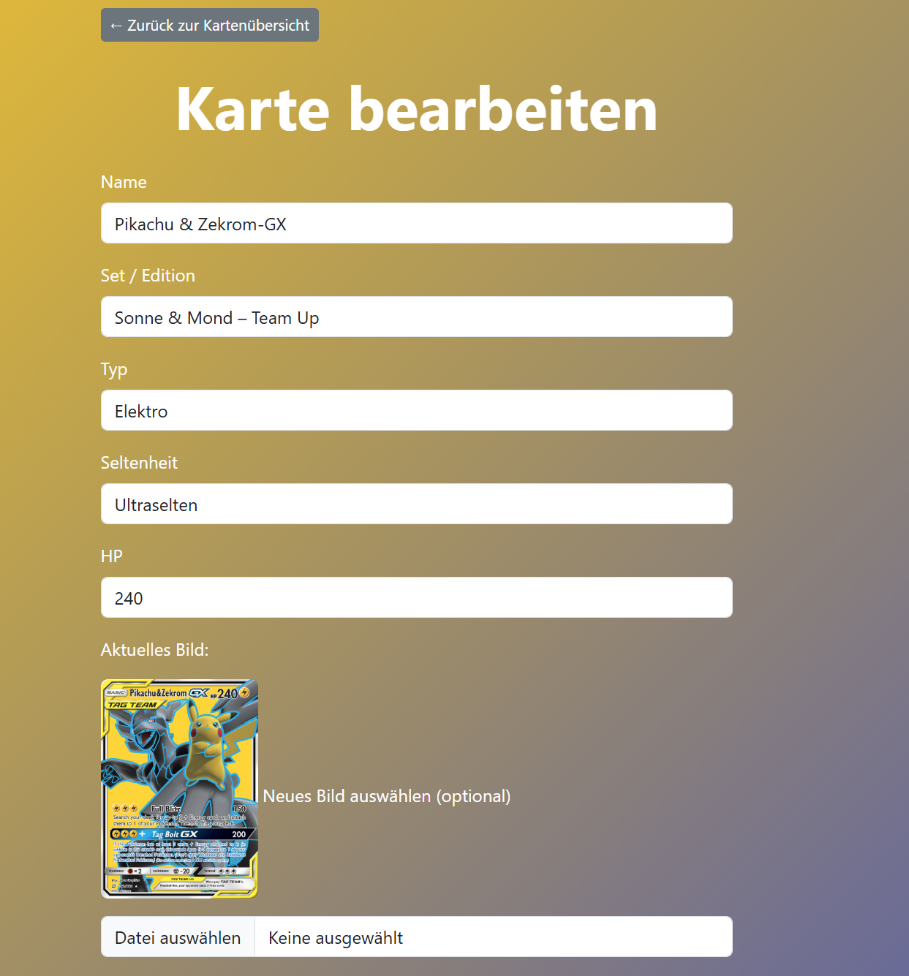 ← Zurück zur Kartenübersicht
Karte bearbeiten
Name
Pikachu & Zekrom-GX
Set / Edition
Sonne & Mond – Team Up
Typ
Elektro
Seltenheit
Ultraselten
HP
240
Aktuelles Bild:
BASIC Pikachu&Zekrom GX HP 240
TAG TEAM
Full Blitz 150
Tag Bolt GX 200
Neues Bild auswählen (optional)
Datei auswählen Keine ausgewählt